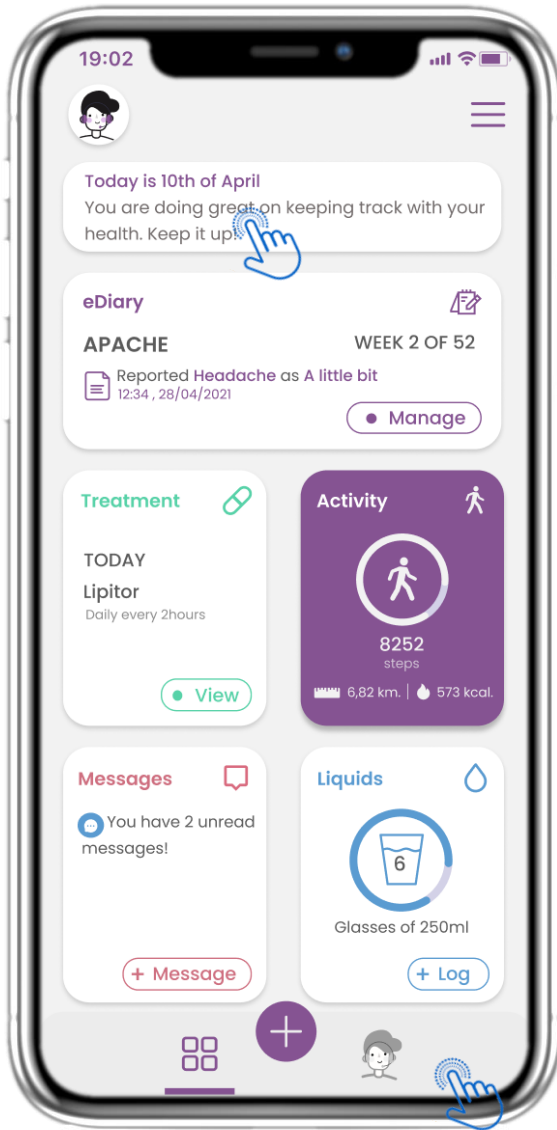 19:02
Today is 10th of April
You are doing great on keeping track with your
health. Keep it up!
eDiary
APACHE
WEEK 2 OF 52
Reported Headache as A little bit
12:34 , 28/04/2021
Manage
Treatment
TODAY
Lipitor
Daily every 2hours
View
Activity
8252
steps
6,82 km.
573 kcal.
Messages
You have 2 unread
messages!
+ Message
Liquids
6
Glasses of 250ml
+ Log